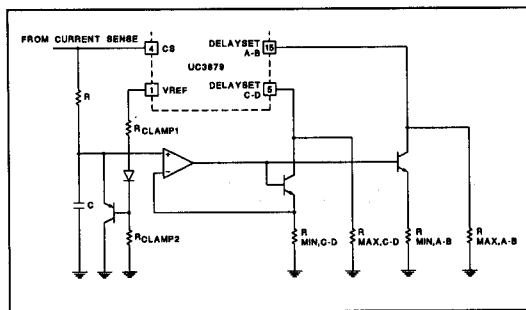 FROM CURRENT SENSE
4 CS
DELAYSET
A-B
15
UC3879
1 VREF
DELAYSET
C-D
5
R
RCLAMP1
+
−
C
RCLAMP2
R
MIN,C-D
R
MAX,C-D
R
MIN,A-B
R
MAX,A-B